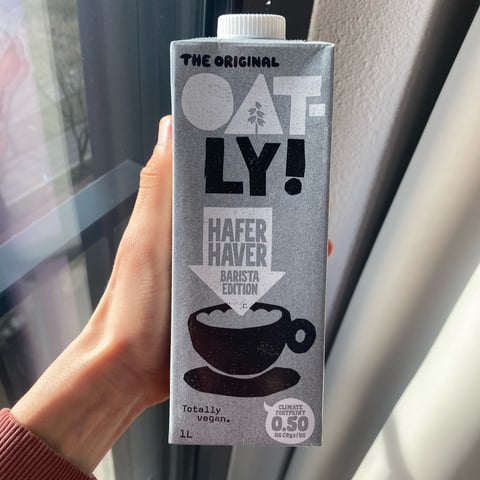 THE ORIGINAL
OAT-
LY!
HAFER
HAVER
BARISTA
EDITION
Totally
vegan.
1L
CLIMATE
FOOTPRINT
0.50
KG CO₂e/KG